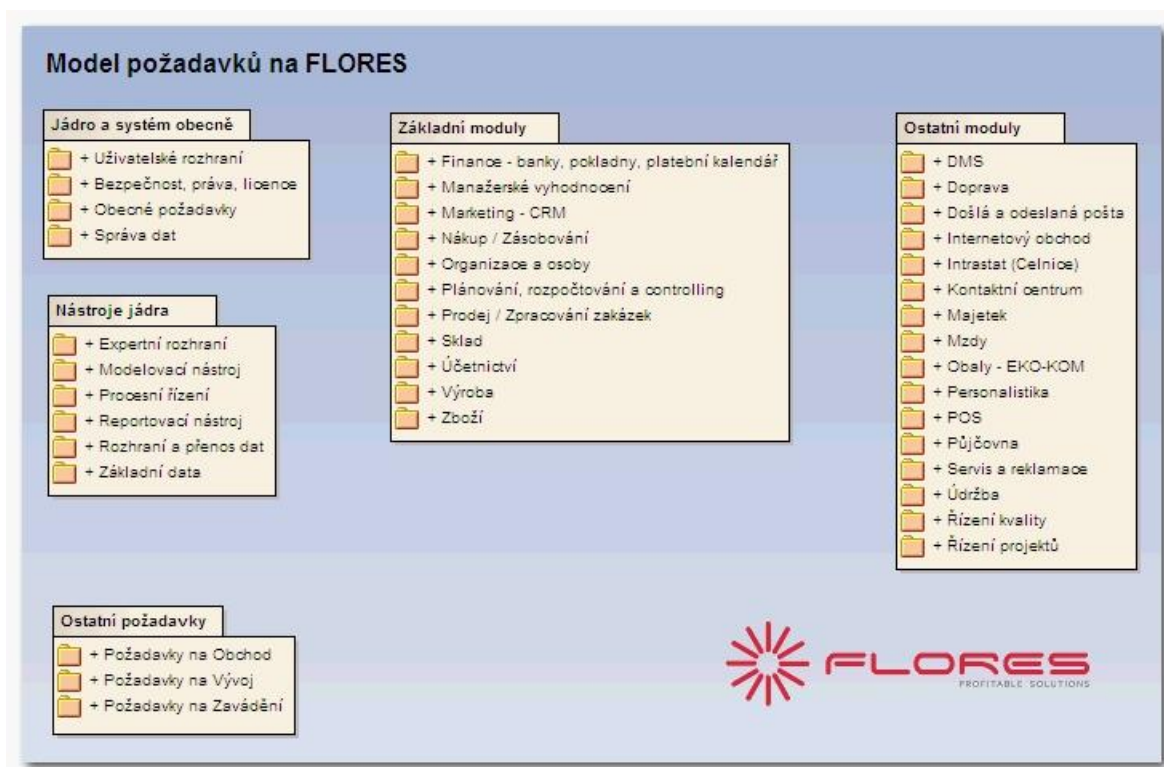 Model požadavků na FLORES
Jádro a systém obecně
+ Uživatelské rozhraní
+ Bezpečnost, práva, licence
+ Obecné požadavky
+ Správa dat
Nástroje jádra
+ Expertní rozhraní
+ Modelovací nástroj
+ Procesní řízení
+ Reportovací nástroj
+ Rozhraní a přenos dat
+ Základní data
Ostatní požadavky
+ Požadavky na Obchod
+ Požadavky na Vývoj
+ Požadavky na Zavádění
Základní moduly
+ Finance - banky, pokladny, platební kalendář
+ Manažerské vyhodnocení
+ Marketing - CRM
+ Nákup / Zásobování
+ Organizace a osoby
+ Plánování, rozpočtování a controlling
+ Prodej / Zpracování zakázek
+ Sklad
+ Účetnictví
+ Výroba
+ Zboží
Ostatní moduly
+ DMS
+ Doprava
+ Došlá a odeslaná pošta
+ Internetový obchod
+ Intrastat (Celnice)
+ Kontaktní centrum
+ Majetek
+ Mzdy
+ Obaly - EKO-KOM
+ Personalistika
+ POS
+ Půjčovna
+ Servis a reklamace
+ Údržba
+ Řízení kvality
+ Řízení projektů
FLORES
PROFITABLE SOLUTIONS